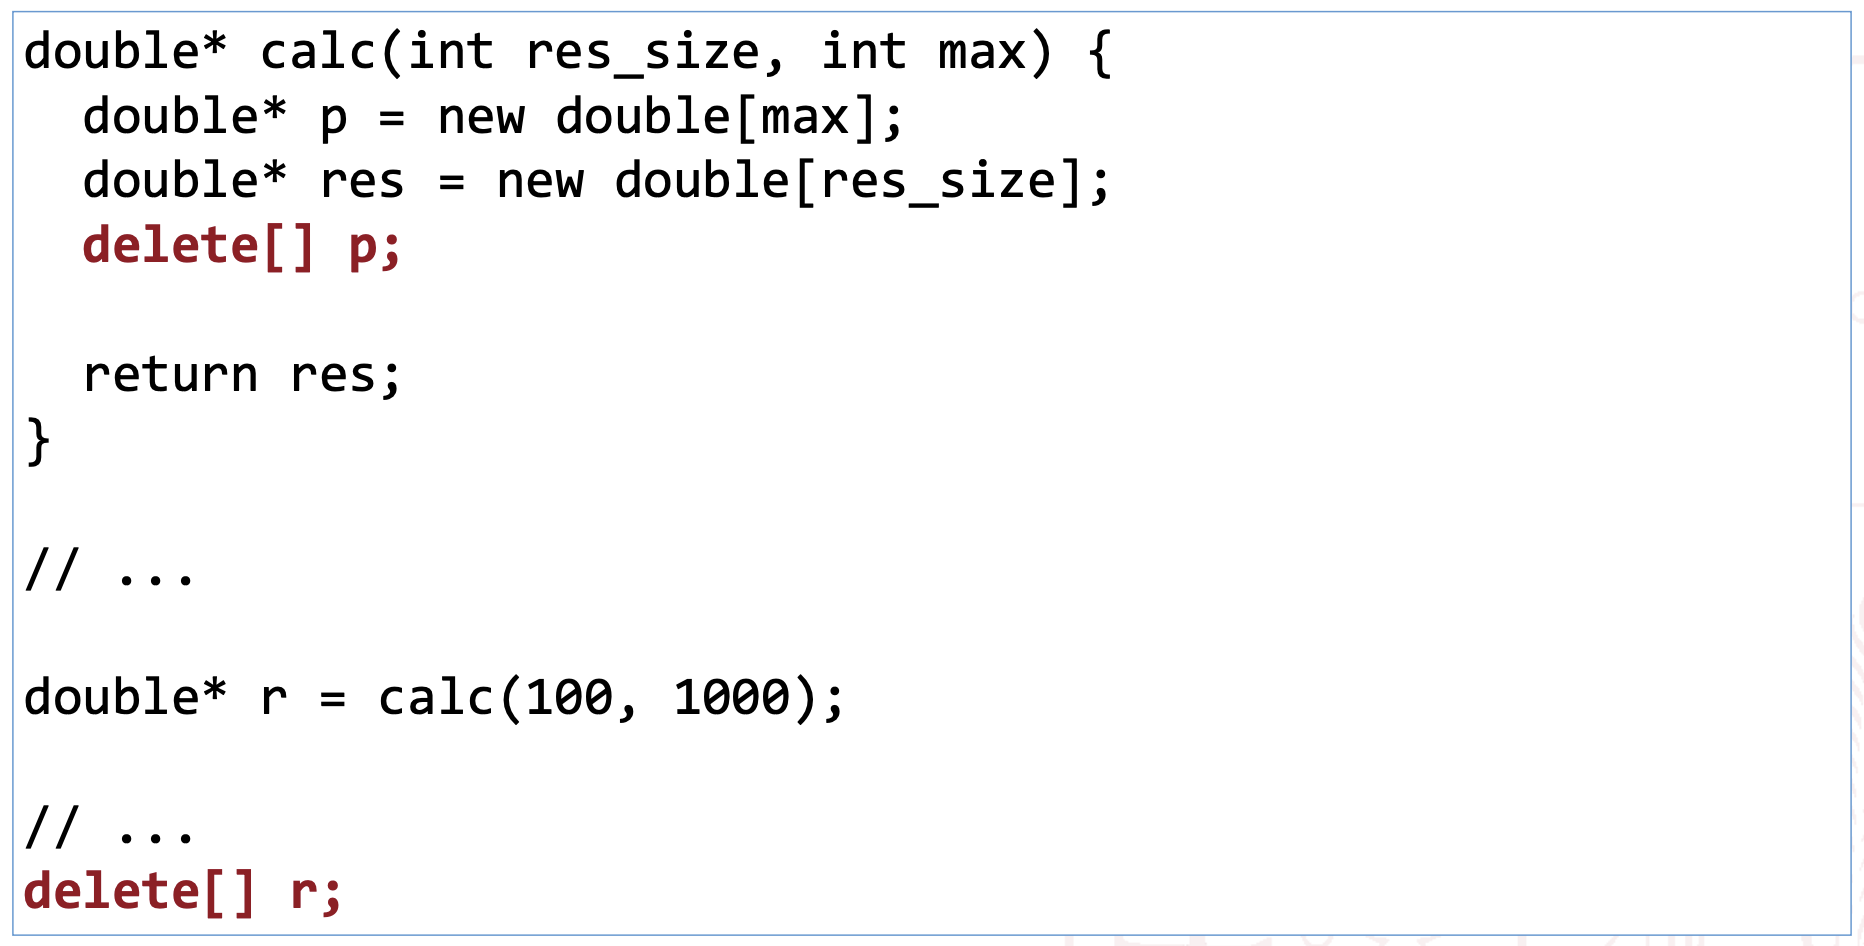 double* calc(int res_size, int max) {
  double* p = new double[max];
  double* res = new double[res_size];
  delete[] p;

  return res;
}

// ...

double* r = calc(100, 1000);

// ...
delete[] r;